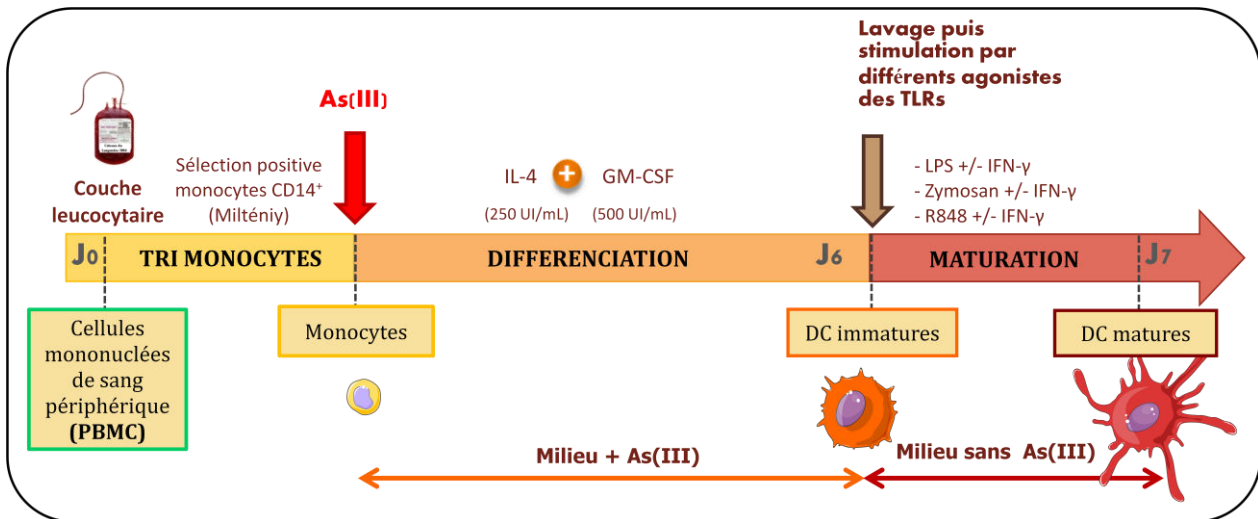 Lavage puis
stimulation par
différents agonistes
des TLRs
As(III)
Sélection positive
monocytes CD14⁺
(Milténiy)
Couche
leucocytaire
IL-4 + GM-CSF
(250 UI/mL) (500 UI/mL)
- LPS +/- IFN-γ
- Zymosan +/- IFN-γ
- R848 +/- IFN-γ
J0 TRI MONOCYTES DIFFERENCIATION J6 MATURATION J7
Cellules
mononuclées
de sang
périphérique
(PBMC)
Monocytes
DC immatures
DC matures
Milieu + As(III)
Milieu sans As(III)